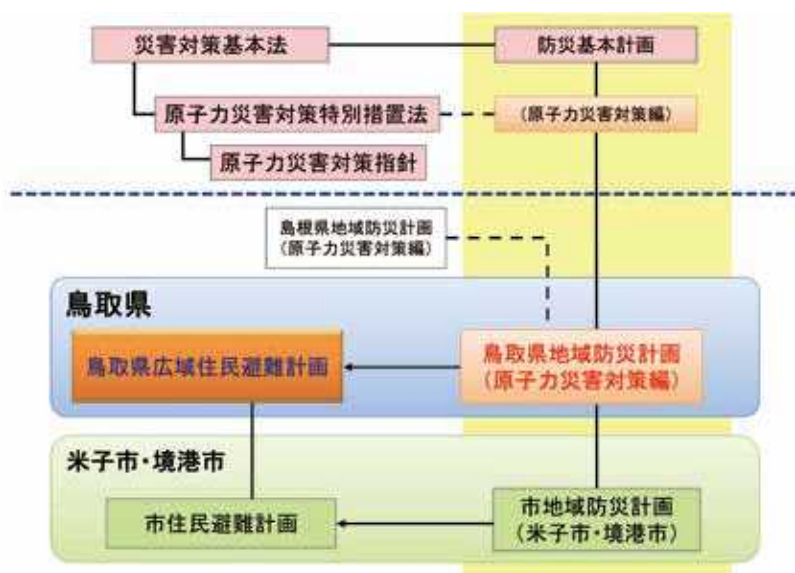 災害対策基本法
防災基本計画
原子力災害対策特別措置法
(原子力災害対策編)
原子力災害対策指針
島根県地域防災計画
(原子力災害対策編)
鳥取県
鳥取県広域住民避難計画
鳥取県地域防災計画
(原子力災害対策編)
米子市・境港市
市住民避難計画
市地域防災計画
(米子市・境港市)